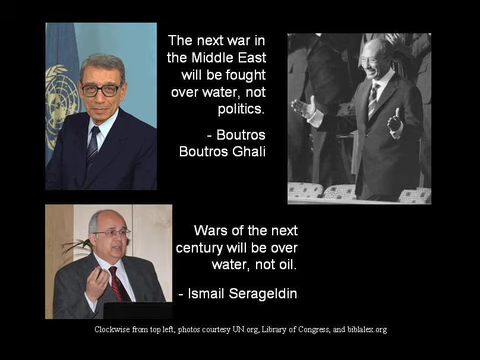 The next war in
the Middle East
will be fought
over water, not
politics.
- Boutros
Boutros Ghali
Wars of the next
century will be over
water, not oil.
- Ismail Serageldin
Clockwise from top left, photos courtesy UN.org, Library of Congress, and biblalex.org